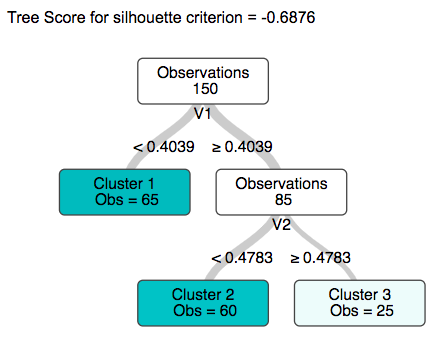 Tree Score for silhouette criterion = -0.6876
Observations
150
V1
< 0.4039 ≥ 0.4039
Cluster 1
Obs = 65
Observations
85
V2
< 0.4783 ≥ 0.4783
Cluster 2
Obs = 60
Cluster 3
Obs = 25